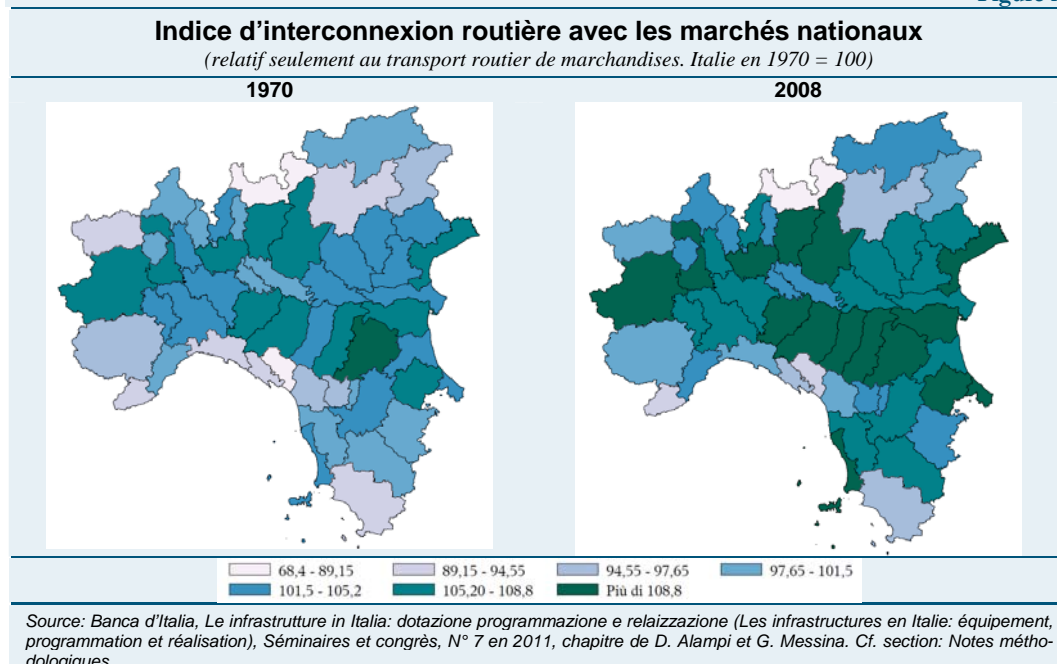 Figure
Indice d’interconnexion routière avec les marchés nationaux
(relatif seulement au transport routier de marchandises. Italie en 1970 = 100)
1970 2008
68,4 - 89,15 89,15 - 94,55 94,55 - 97,65 97,65 - 101,5
101,5 - 105,2 105,20 - 108,8 Più di 108,8
Source: Banca d’Italia, Le infrastrutture in Italia: dotazione programmazione e relaizzazione (Les infrastructures en Italie: équipement,
programmation et réalisation), Séminaires et congrès, N° 7 en 2011, chapitre de D. Alampi et G. Messina. Cf. section: Notes métho-
dologiques